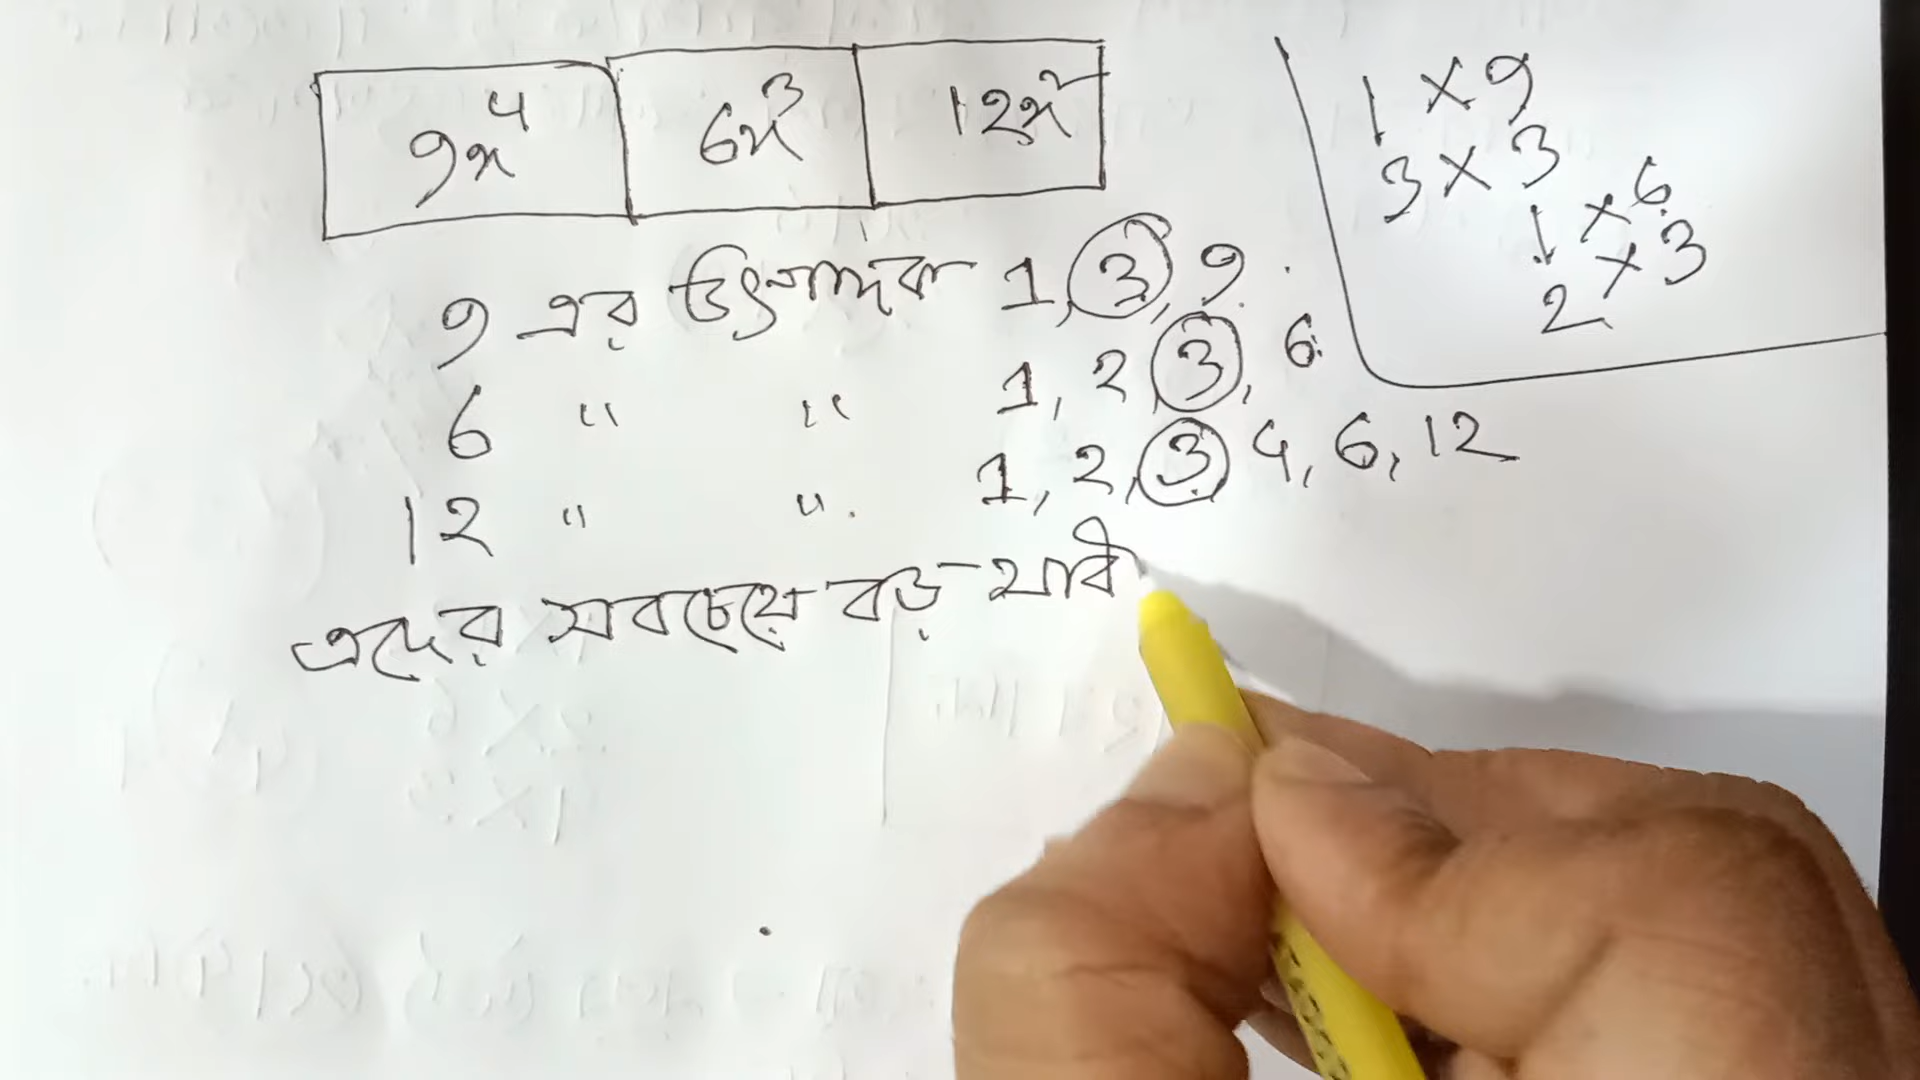 9x⁴ 6x³ 12x²
1 × 9
3 × 3
1 × 6
2 × 3
9 এর উৎপাদক 1, 3, 9.
6 " " 1, 2, 3, 6.
12 " " 1, 2, 3, 4, 6, 12
এদের সবচেয়ে বড়